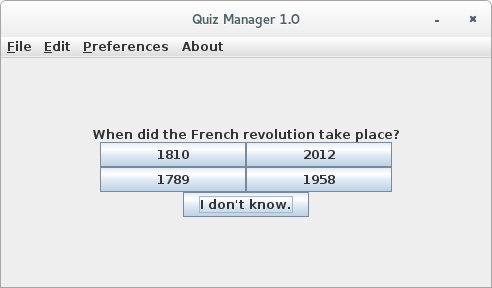 Quiz Manager 1.0
File Edit Preferences About
When did the French revolution take place?
1810 2012
1789 1958
I don't know.